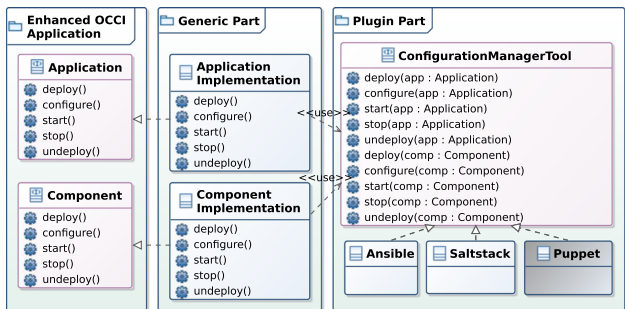 Enhanced OCCI
Application
Application
deploy()
configure()
start()
stop()
undeploy()
Component
deploy()
configure()
start()
stop()
undeploy()
Generic Part
Application
Implementation
deploy()
configure()
start()
stop()
undeploy()
Component
Implementation
deploy()
configure()
start()
stop()
undeploy()
<<use>>
<<use>>
Plugin Part
ConfigurationManagerTool
deploy(app : Application)
configure(app : Application)
start(app : Application)
stop(app : Application)
undeploy(app : Application)
deploy(comp : Component)
configure(comp : Component)
start(comp : Component)
stop(comp : Component)
undeploy(comp : Component)
Ansible
Saltstack
Puppet